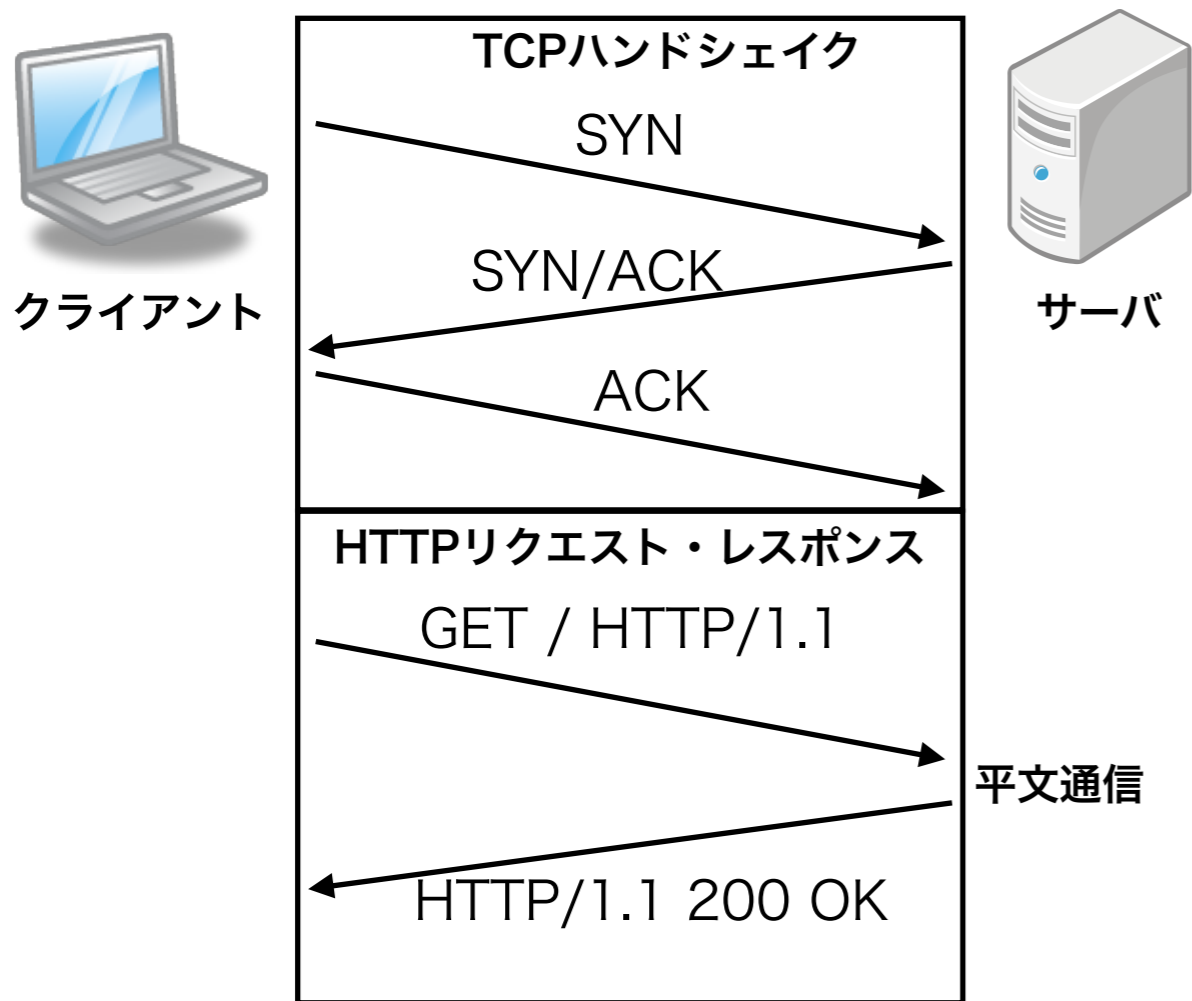 TCPハンドシェイク
SYN
SYN/ACK
クライアント
サーバ
ACK
HTTPリクエスト・レスポンス
GET / HTTP/1.1
平文通信
HTTP/1.1 200 OK